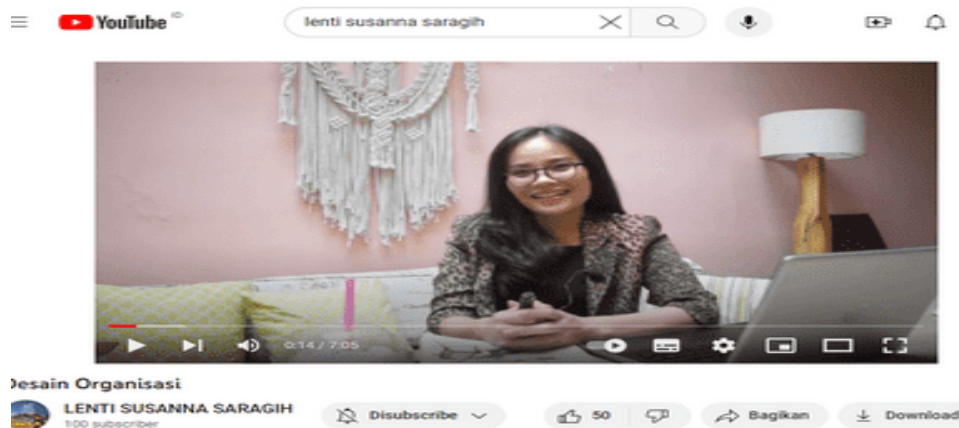 YouTube ID
lenti susanna saragih
0:14 / 7:05
Desain Organisasi
LENTI SUSANNA SARAGIH
100 subscriber
Disubscribe
50
Bagikan
Download